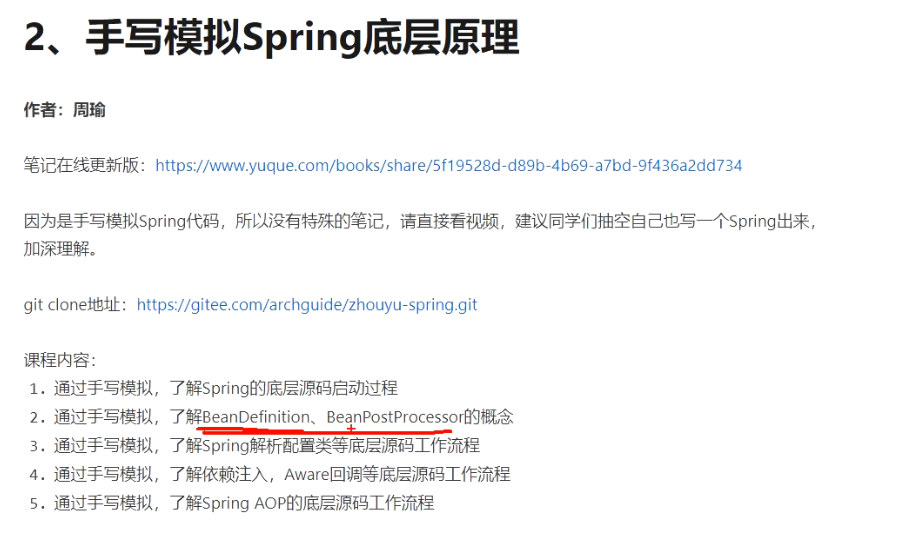 2、手写模拟Spring底层原理
作者：周瑜
笔记在线更新版：https://www.yuque.com/books/share/5f19528d-d89b-4b69-a7bd-9f436a2dd734
因为是手写模拟Spring代码，所以没有特殊的笔记，请直接看视频，建议同学们抽空自己也写一个Spring出来，
加深理解。
git clone地址：https://gitee.com/archguide/zhouyu-spring.git
课程内容：
1. 通过手写模拟，了解Spring的底层源码启动过程
2. 通过手写模拟，了解BeanDefinition、BeanPostProcessor的概念
3. 通过手写模拟，了解Spring解析配置类等底层源码工作流程
4. 通过手写模拟，了解依赖注入，Aware回调等底层源码工作流程
5. 通过手写模拟，了解Spring AOP的底层源码工作流程